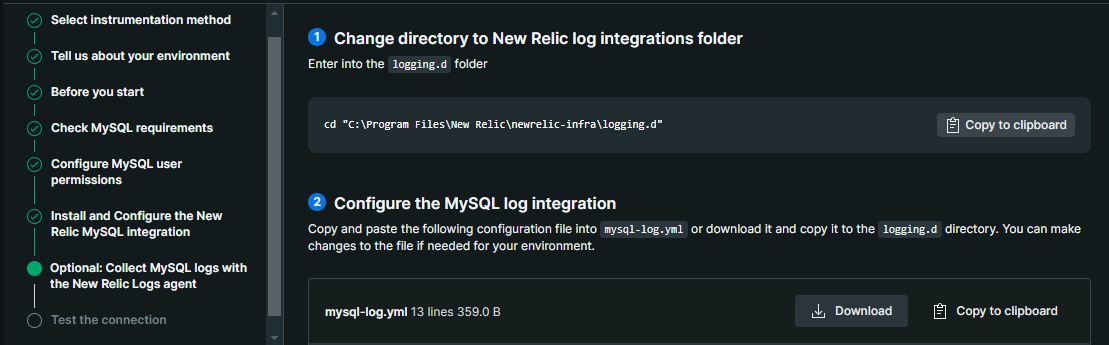 Select instrumentation method
Tell us about your environment
Before you start
Check MySQL requirements
Configure MySQL user
permissions
Install and Configure the New
Relic MySQL integration
Optional: Collect MySQL logs with
the New Relic Logs agent
Test the connection
1 Change directory to New Relic log integrations folder
Enter into the logging.d folder
cd "C:\Program Files\New Relic\newrelic-infra\logging.d"
Copy to clipboard
2 Configure the MySQL log integration
Copy and paste the following configuration file into mysql-log.yml or download it and copy it to the logging.d directory. You can make
changes to the file if needed for your environment.
mysql-log.yml 13 lines 359.0 B
Download
Copy to clipboard